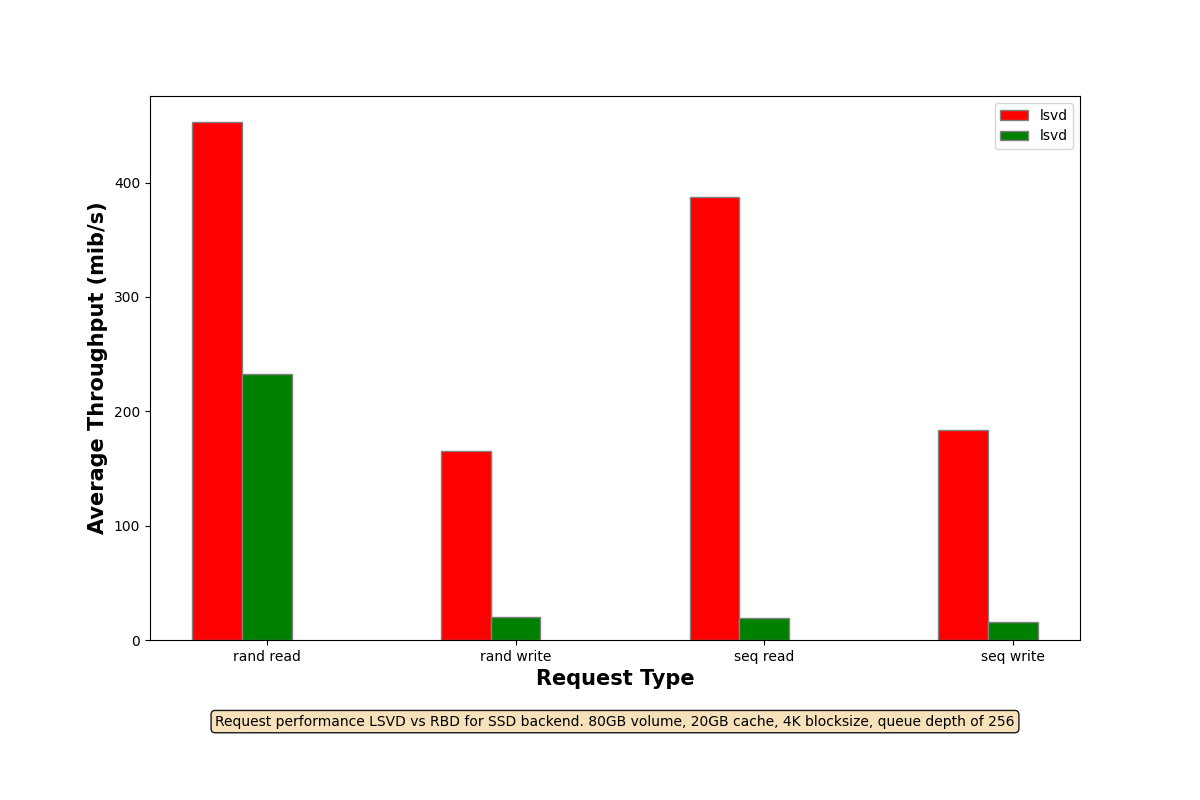 lsvd
lsvd
400
300
200
100
0
Average Throughput (mib/s)
rand read
rand write
seq read
seq write
Request Type
Request performance LSVD vs RBD for SSD backend. 80GB volume, 20GB cache, 4K blocksize, queue depth of 256